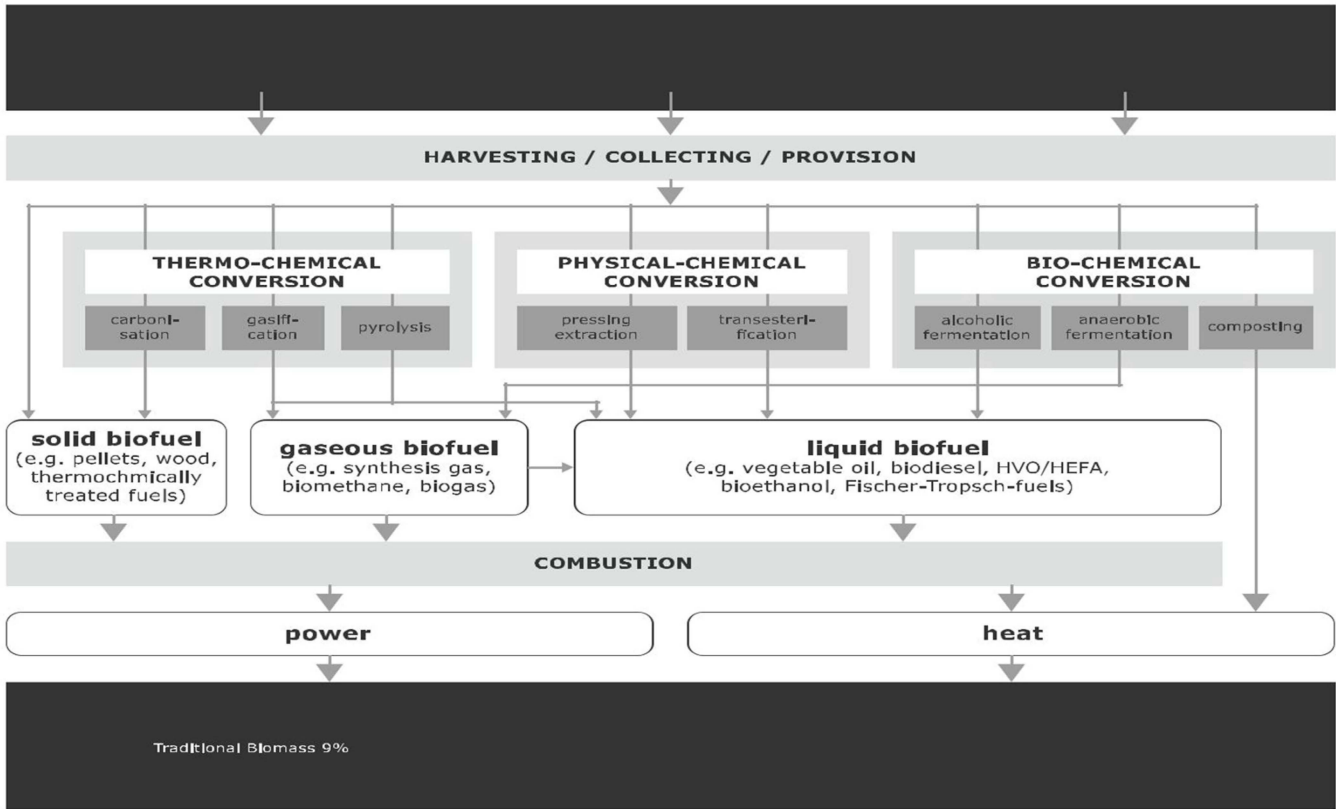 HARVESTING / COLLECTING / PROVISION
THERMO-CHEMICAL
CONVERSION
carboni-
sation
gasifi-
cation
pyrolysis
PHYSICAL-CHEMICAL
CONVERSION
pressing
extraction
transesteri-
fication
BIO-CHEMICAL
CONVERSION
alcoholic
fermentation
anaerobic
fermentation
composting
solid biofuel
(e.g. pellets, wood,
thermochmically
treated fuels)
gaseous biofuel
(e.g. synthesis gas,
biomethane, biogas)
liquid biofuel
(e.g. vegetable oil, biodiesel, HVO/HEFA,
bioethanol, Fischer-Tropsch-fuels)
COMBUSTION
power
heat
Traditional Biomass 9%